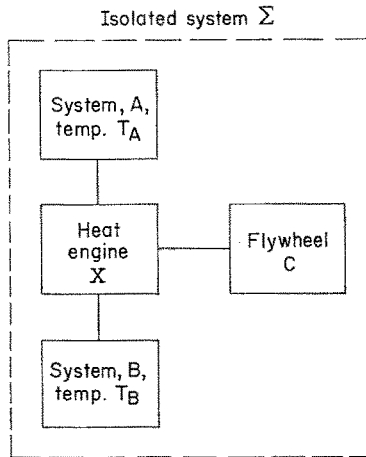 Isolated system Σ
System, A,
temp. T_A
Heat
engine
X
Flywheel
C
System, B,
temp. T_B